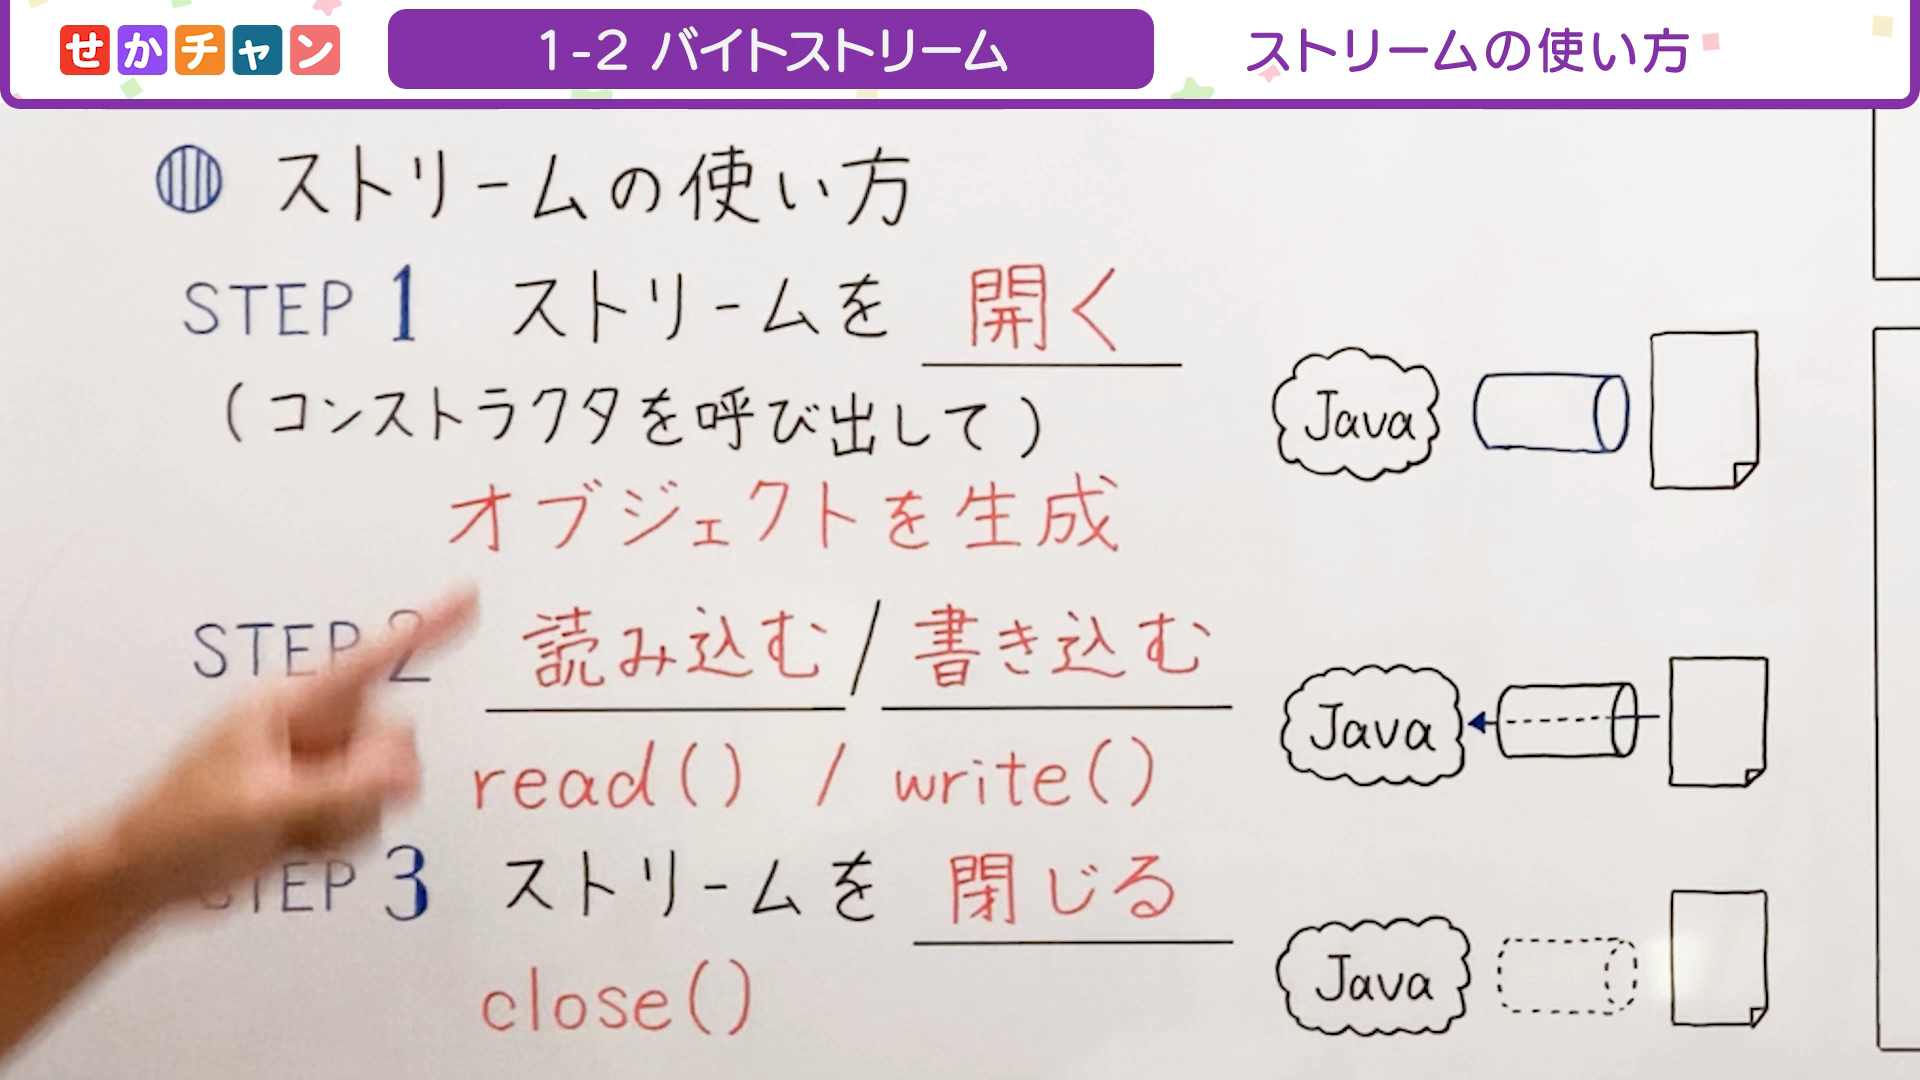 せかチャン
1-2 バイトストリーム
ストリームの使い方
ストリームの使い方
STEP 1 ストリームを 開く
(コンストラクタを呼び出して)
オブジェクトを生成
Java
STEP 2 読み込む/書き込む
Java
read() / write()
STEP 3 ストリームを 閉じる
Java
close()